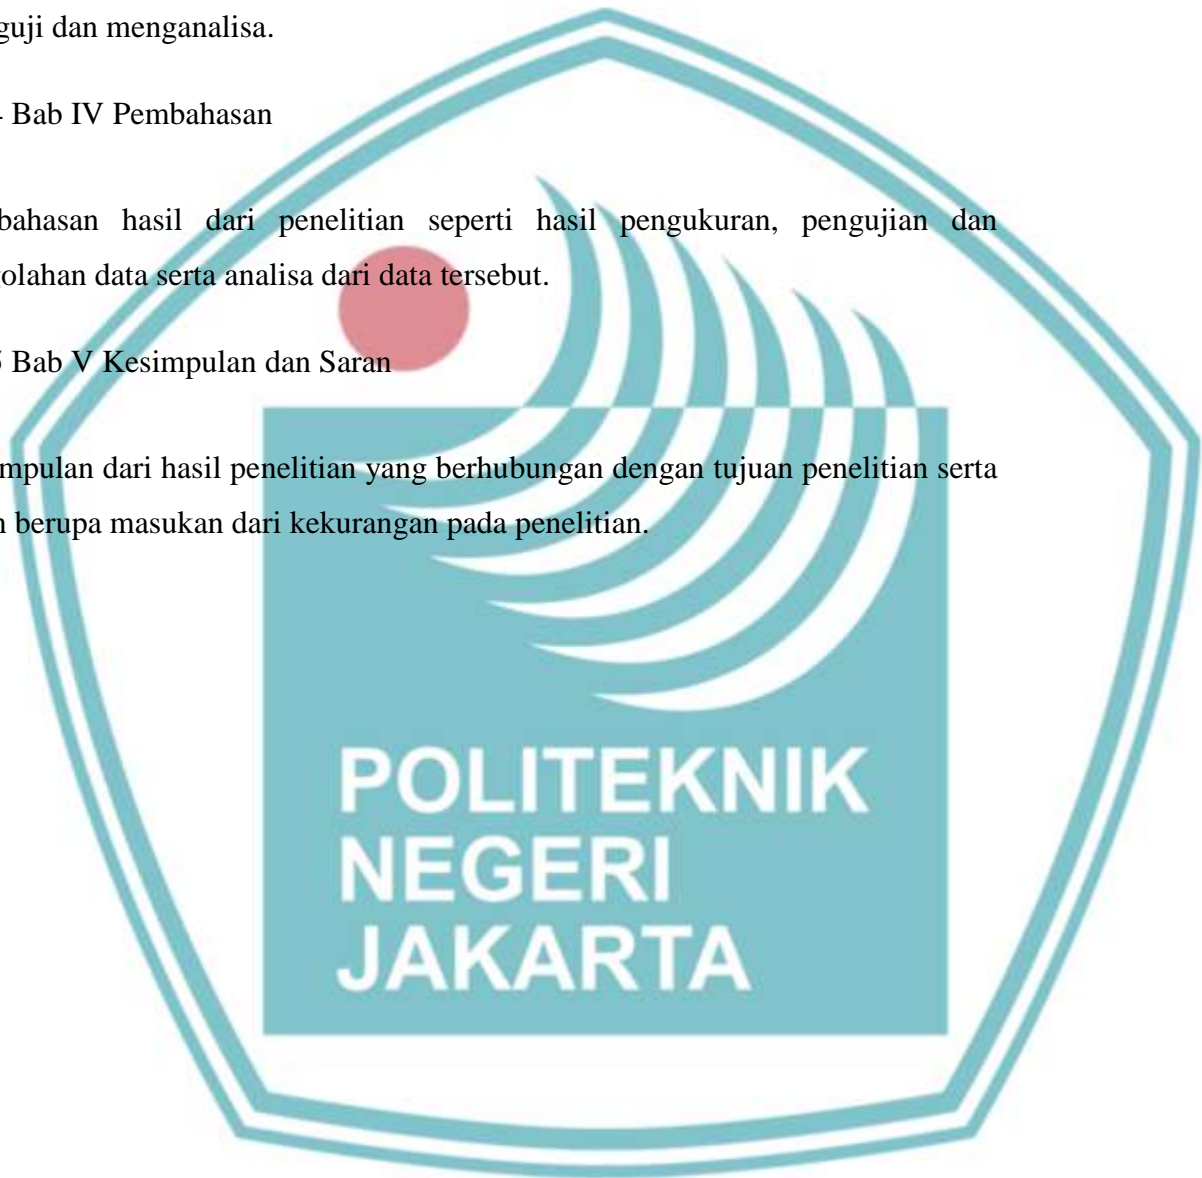 guji dan menganalisa.
Bab IV Pembahasan
bahasan hasil dari penelitian seperti hasil pengukuran, pengujian dan
golahan data serta analisa dari data tersebut.
Bab V Kesimpulan dan Saran
mpulan dari hasil penelitian yang berhubungan dengan tujuan penelitian serta
n berupa masukan dari kekurangan pada penelitian.
POLITEKNIK
NEGERI
JAKARTA